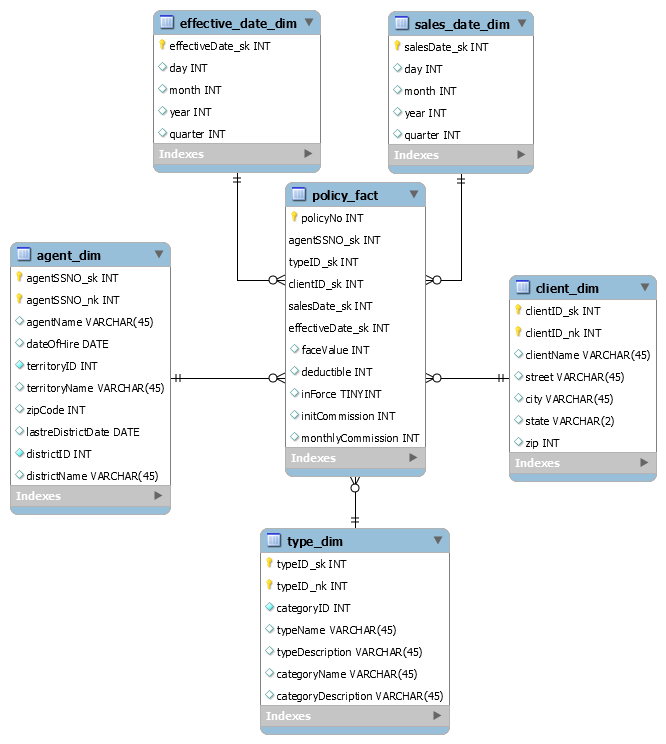 effective_date_dim
effectiveDate_sk INT
day INT
month INT
year INT
quarter INT
Indexes
sales_date_dim
salesDate_sk INT
day INT
month INT
year INT
quarter INT
Indexes
policy_fact
policyNo INT
agentSSNO_sk INT
typeID_sk INT
clientID_sk INT
salesDate_sk INT
effectiveDate_sk INT
faceValue INT
deductible INT
inForce TINYINT
initCommission INT
monthlyCommission INT
Indexes
agent_dim
agentSSNO_sk INT
agentSSNO_nk INT
agentName VARCHAR(45)
dateOfHire DATE
territoryID INT
territoryName VARCHAR(45)
zipCode INT
lastreDistrictDate DATE
districtID INT
districtName VARCHAR(45)
Indexes
client_dim
clientID_sk INT
clientID_nk INT
clientName VARCHAR(45)
street VARCHAR(45)
city VARCHAR(45)
state VARCHAR(2)
zip INT
Indexes
type_dim
typeID_sk INT
typeID_nk INT
categoryID INT
typeName VARCHAR(45)
typeDescription VARCHAR(45)
categoryName VARCHAR(45)
categoryDescription VARCHAR(45)
Indexes